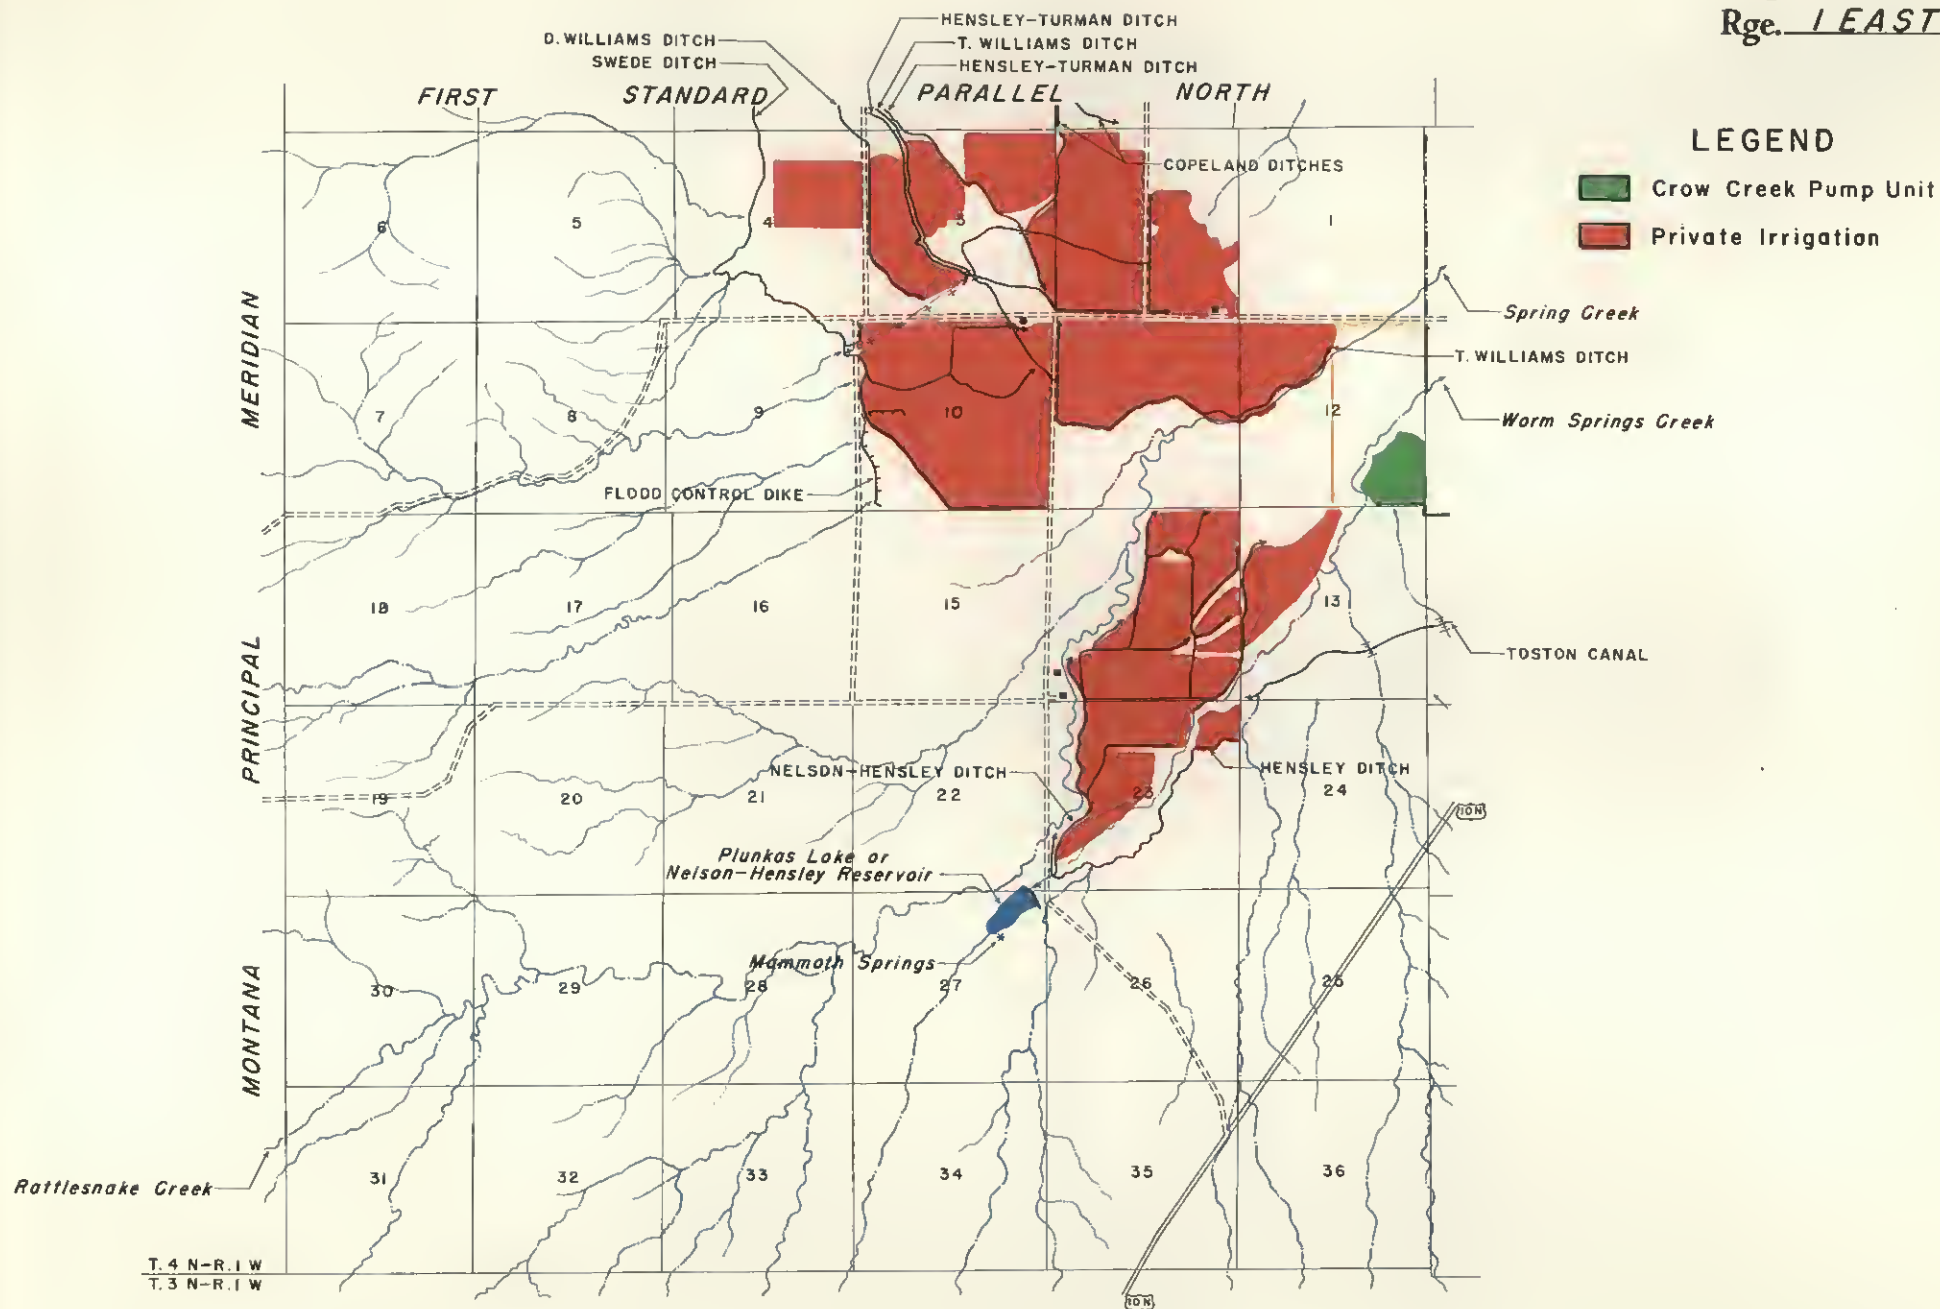 Rge. 1 EAST
HENSLEY-TURMAN DITCH
D. WILLIAMS DITCH
T. WILLIAMS DITCH
SWEDE DITCH
HENSLEY-TURMAN DITCH
FIRST STANDARD PARALLEL NORTH
LEGEND
Crow Creek Pump Unit
Private Irrigation
COPELAND DITCHES
6
5
4
3
1
Spring Creek
T. WILLIAMS DITCH
MERIDIAN
7
8
9
10
12
Worm Springs Creek
FLOOD CONTROL DIKE
18
17
16
15
13
TOSTON CANAL
PRINCIPAL
NELSON-HENSLEY DITCH
HENSLEY DITCH
19
20
21
22
23
24
10N
Plunkas Lake or
Nelson-Hensley Reservoir
Mammoth Springs
MONTANA
30
29
28
27
26
25
31
32
33
34
35
36
Rattlesnake Creek
T. 4 N-R. 1 W
T. 3 N-R. 1 W
10N